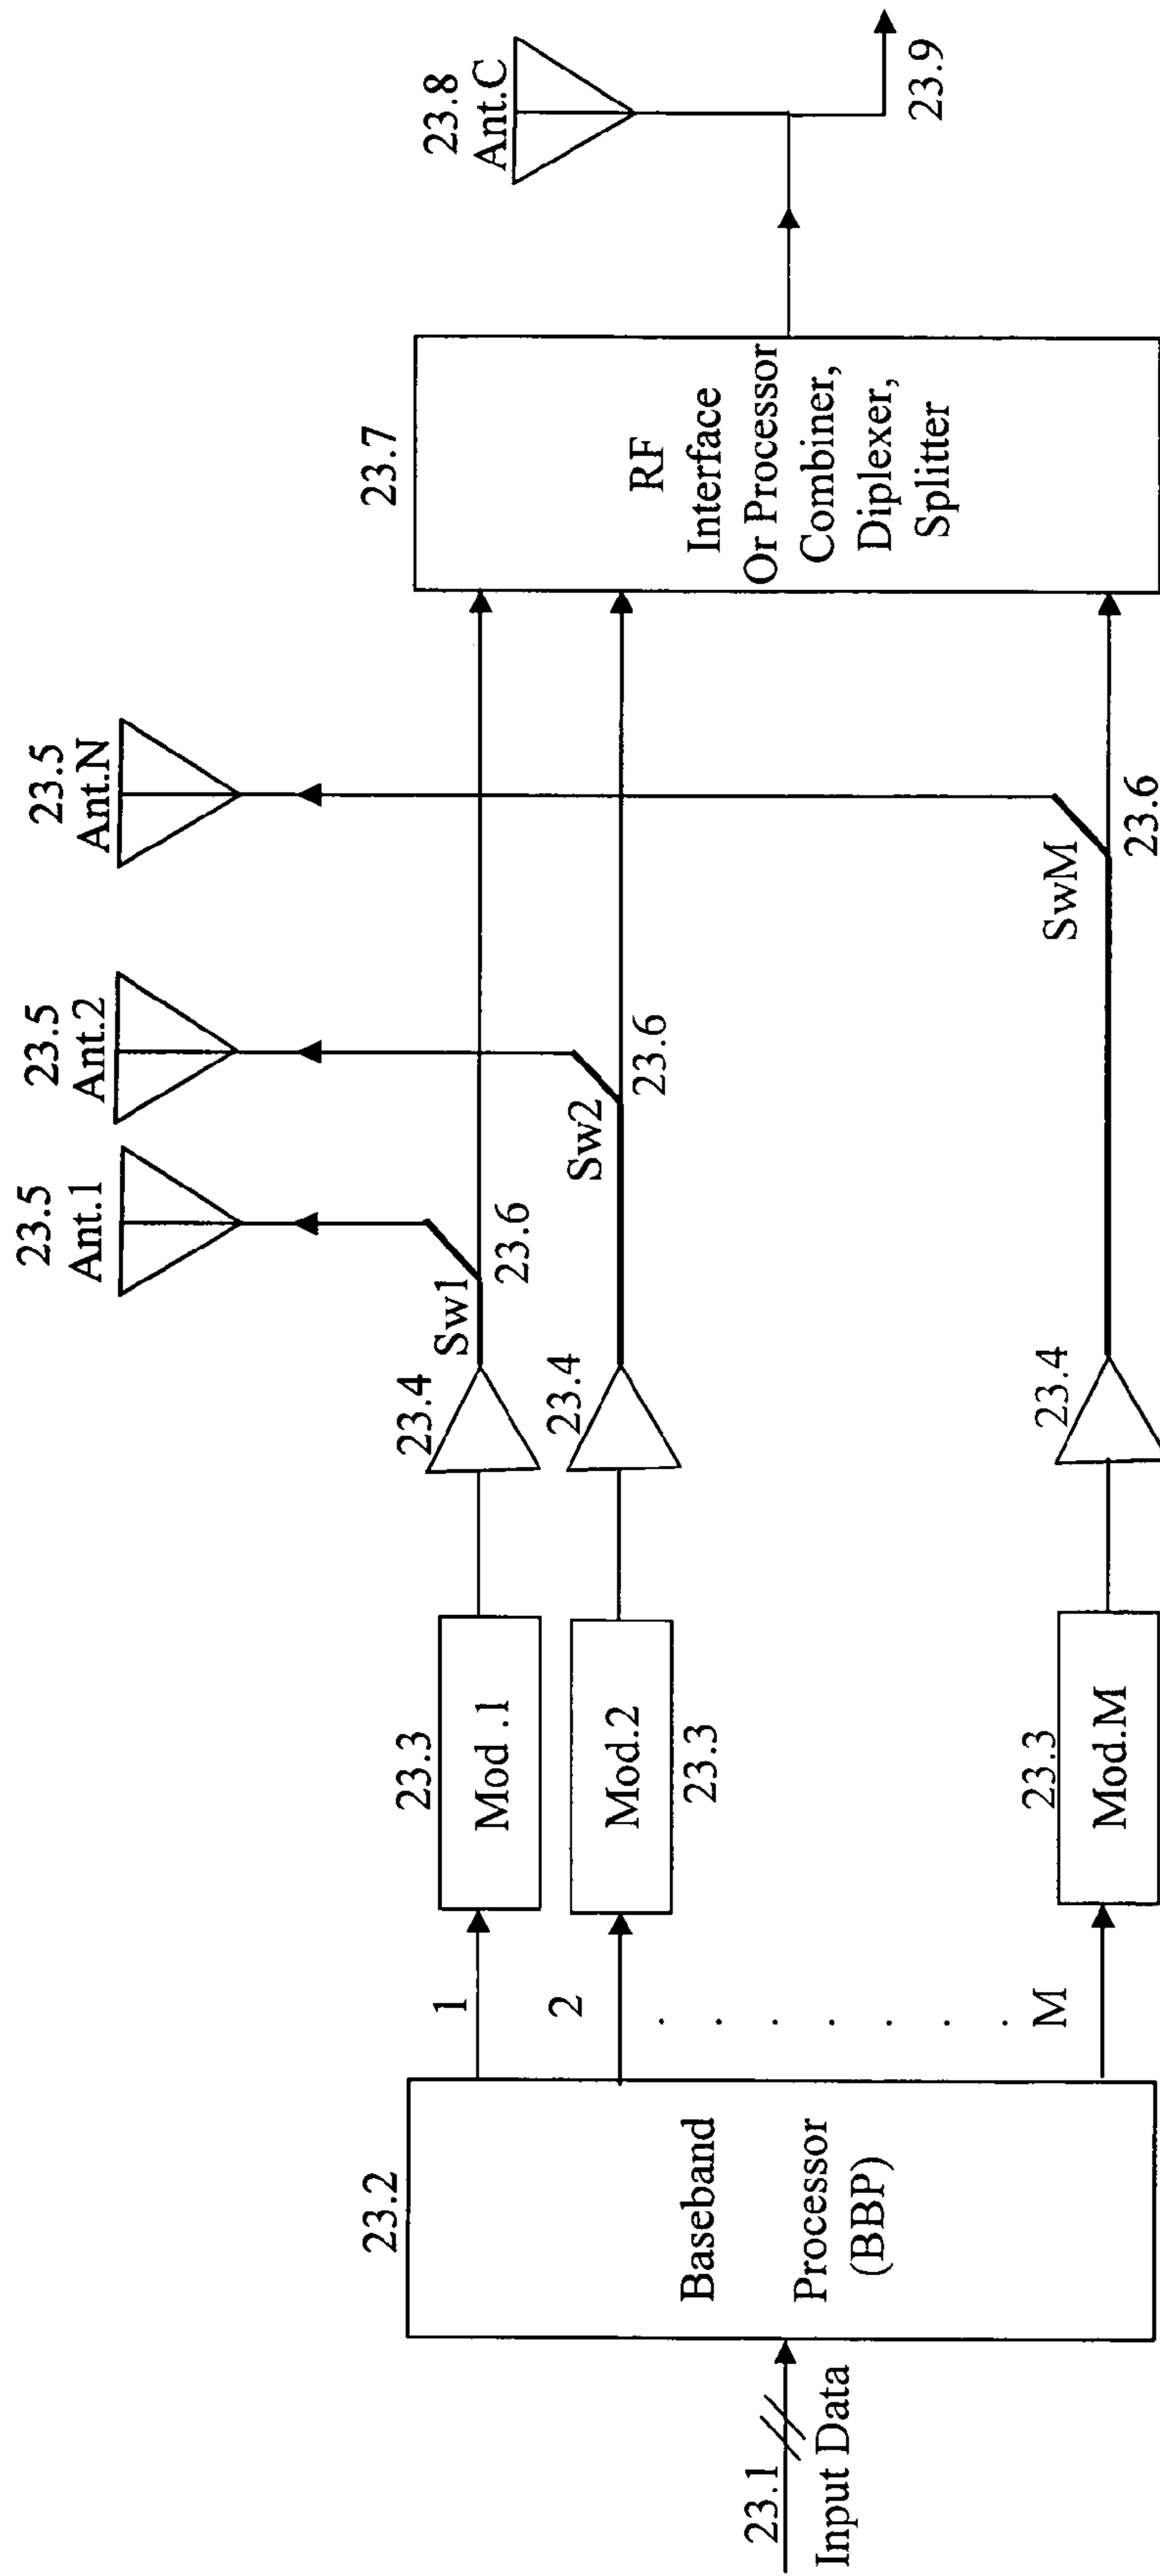 23.1
Input Data
23.2
Baseband
Processor
(BBP)
1
2
. . . . . . .
M
23.3
Mod .1
Mod.2
23.3
23.3
Mod.M
23.4
23.4
23.4
Sw1
23.6
Sw2
23.6
SwM
23.6
23.5
Ant.1
23.5
Ant.2
23.5
Ant.N
23.7
RF
Interface
Or Processor
Combiner,
Diplexer,
Splitter
23.8
Ant.C
23.9